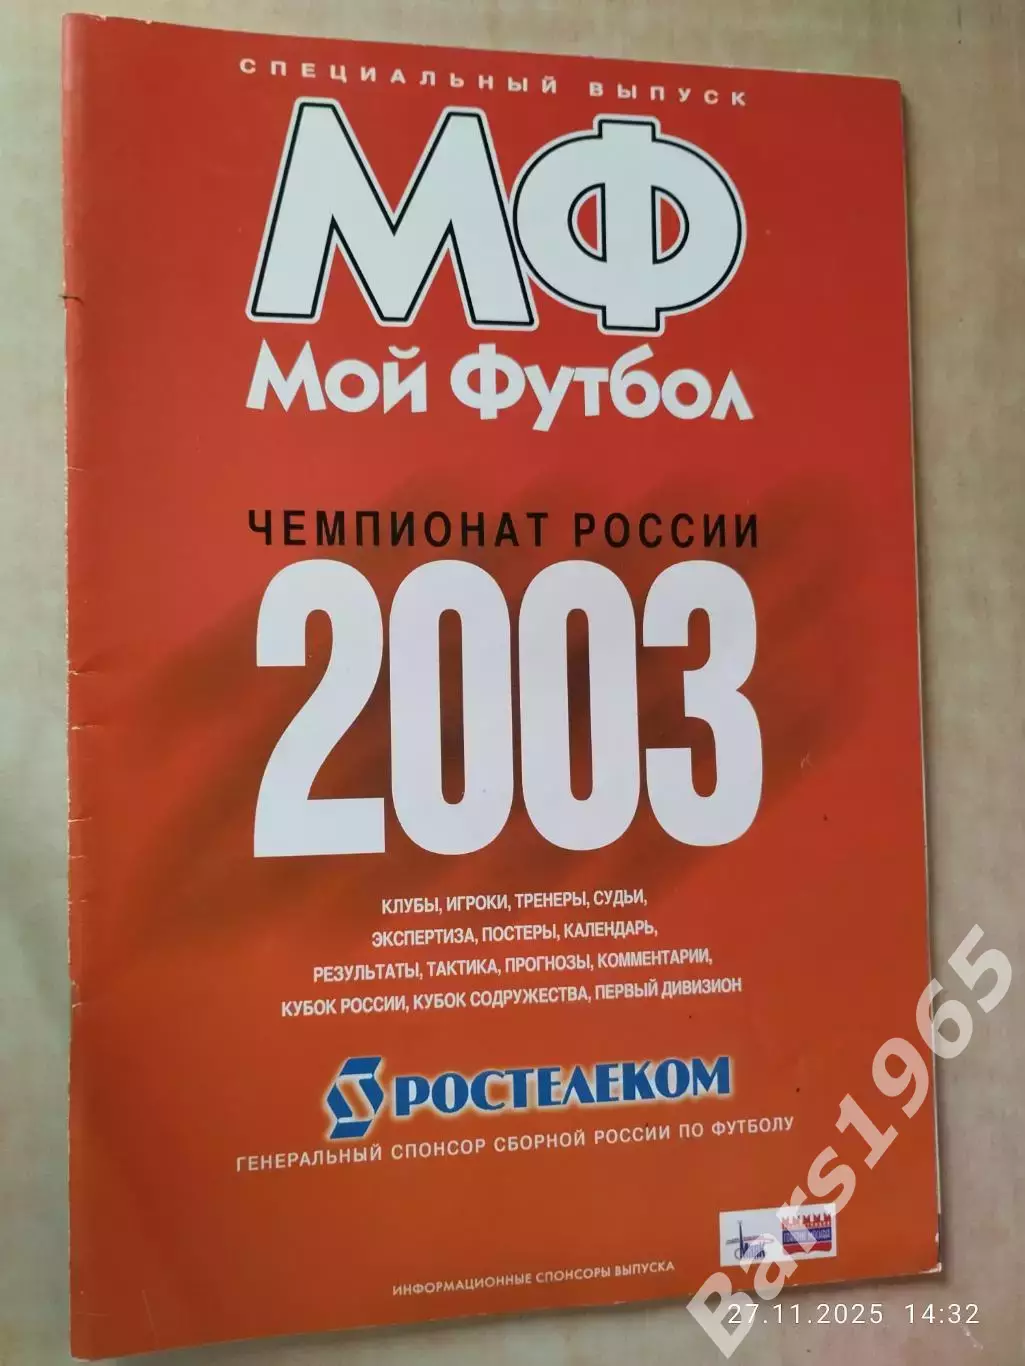 СПЕЦИАЛЬНЫЙ ВЫПУСК
МФ
Мой Футбол
ЧЕМПИОНАТ РОССИИ
2003
КЛУБЫ, ИГРОКИ, ТРЕНЕРЫ, СУДЬИ,
ЭКСПЕРТИЗА, ПОСТЕРЫ, КАЛЕНДАРЬ,
РЕЗУЛЬТАТЫ, ТАКТИКА, ПРОГНОЗЫ, КОММЕНТАРИИ,
КУБОК РОССИИ, КУБОК СОДРУЖЕСТВА, ПЕРВЫЙ ДИВИЗИОН
РОСТЕЛЕКОМ
ГЕНЕРАЛЬНЫЙ СПОНСОР СБОРНОЙ РОССИИ ПО ФУТБОЛУ
ИНФОРМАЦИОННЫЕ СПОНСОРЫ ВЫПУСКА
Bars1965
27.11.2025 14:32